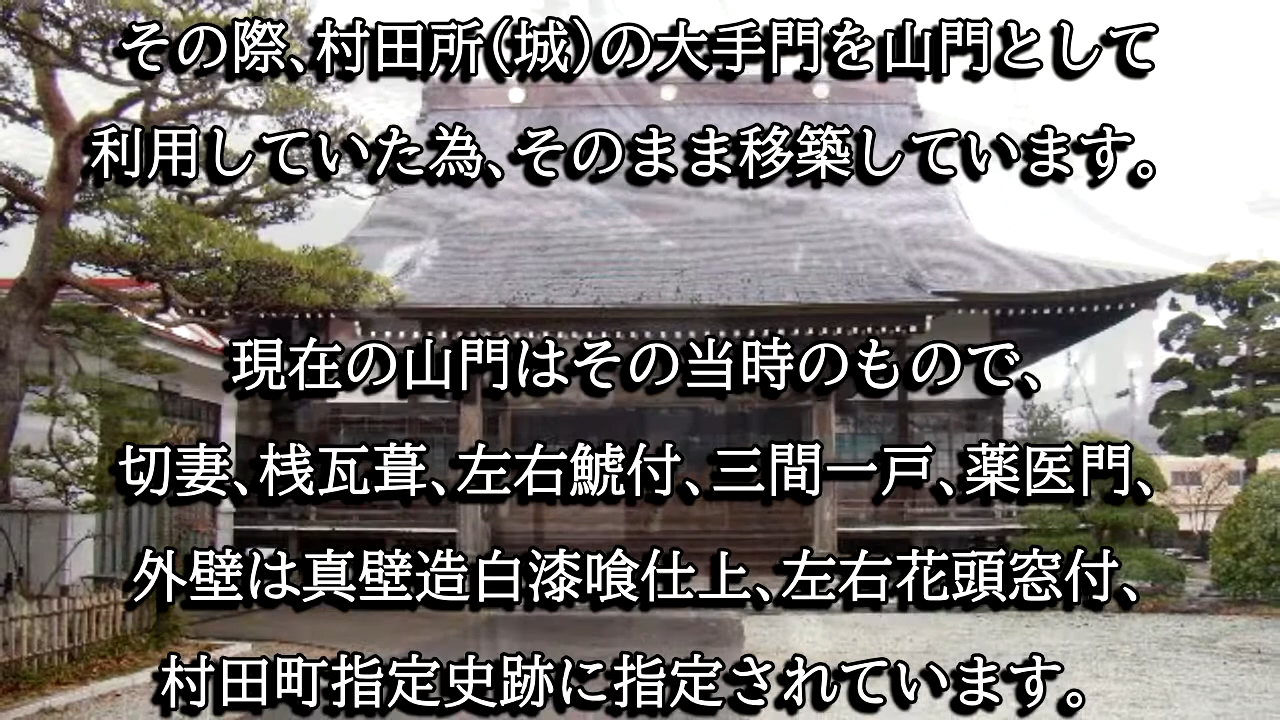 その際､村田所(城)の大手門を山門として
利用していた為､そのまま移築しています。
現在の山門はその当時のもので、
切妻､桟瓦葺､左右鯱付､三間一戸､薬医門､
外壁は真壁造白漆喰仕上､左右花頭窓付､
村田町指定史跡に指定されています。